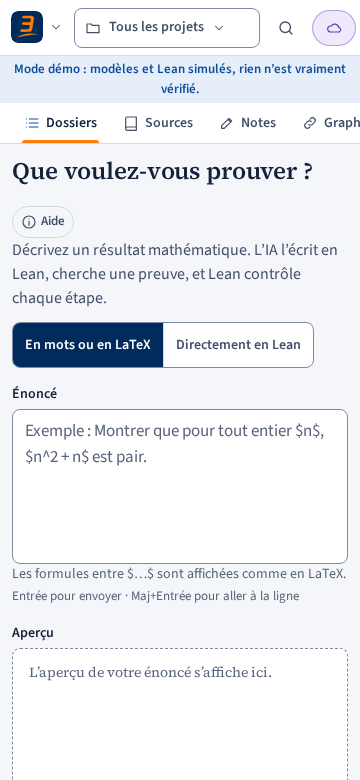 Tous les projets
Mode démo : modèles et Lean simulés, rien n’est vraiment
vérifié.
Dossiers
Sources
Notes
Graph
Que voulez-vous prouver ?
Aide
Décrivez un résultat mathématique. L’IA l’écrit en
Lean, cherche une preuve, et Lean contrôle
chaque étape.
En mots ou en LaTeX
Directement en Lean
Énoncé
Exemple : Montrer que pour tout entier $n$,
$n^2 + n$ est pair.
Les formules entre $…$ sont affichées comme en LaTeX.
Entrée pour envoyer · Maj+Entrée pour aller à la ligne
Aperçu
L’aperçu de votre énoncé s’affiche ici.